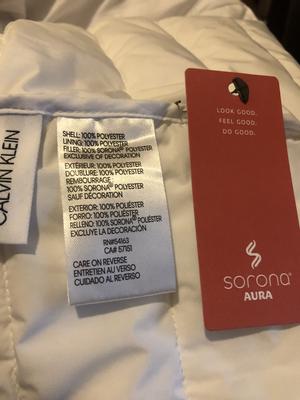 CALVIN KLEIN
SHELL: 100% POLYESTER
LINING: 100% POLYESTER
FILLER: 100% SORONA® POLYESTER
EXCLUSIVE OF DECORATION
EXTÉRIEUR: 100% POLYESTER
DOUBLURE: 100% POLYESTER
REMBOURRAGE:
100% SORONA® POLYESTER
SAUF DÉCORATION
EXTERIOR: 100% POLIÉSTER
FORRO: 100% POLIÉSTER
RELLENO: 100% SORONA® POLIÉSTER
EXCLUYE LA DECORACIÓN
RN#54163
CA# 57151
CARE ON REVERSE
ENTRETIEN AU VERSO
CUIDADO AL REVERSO
LOOK GOOD.
FEEL GOOD.
DO GOOD.
sorona®
AURA